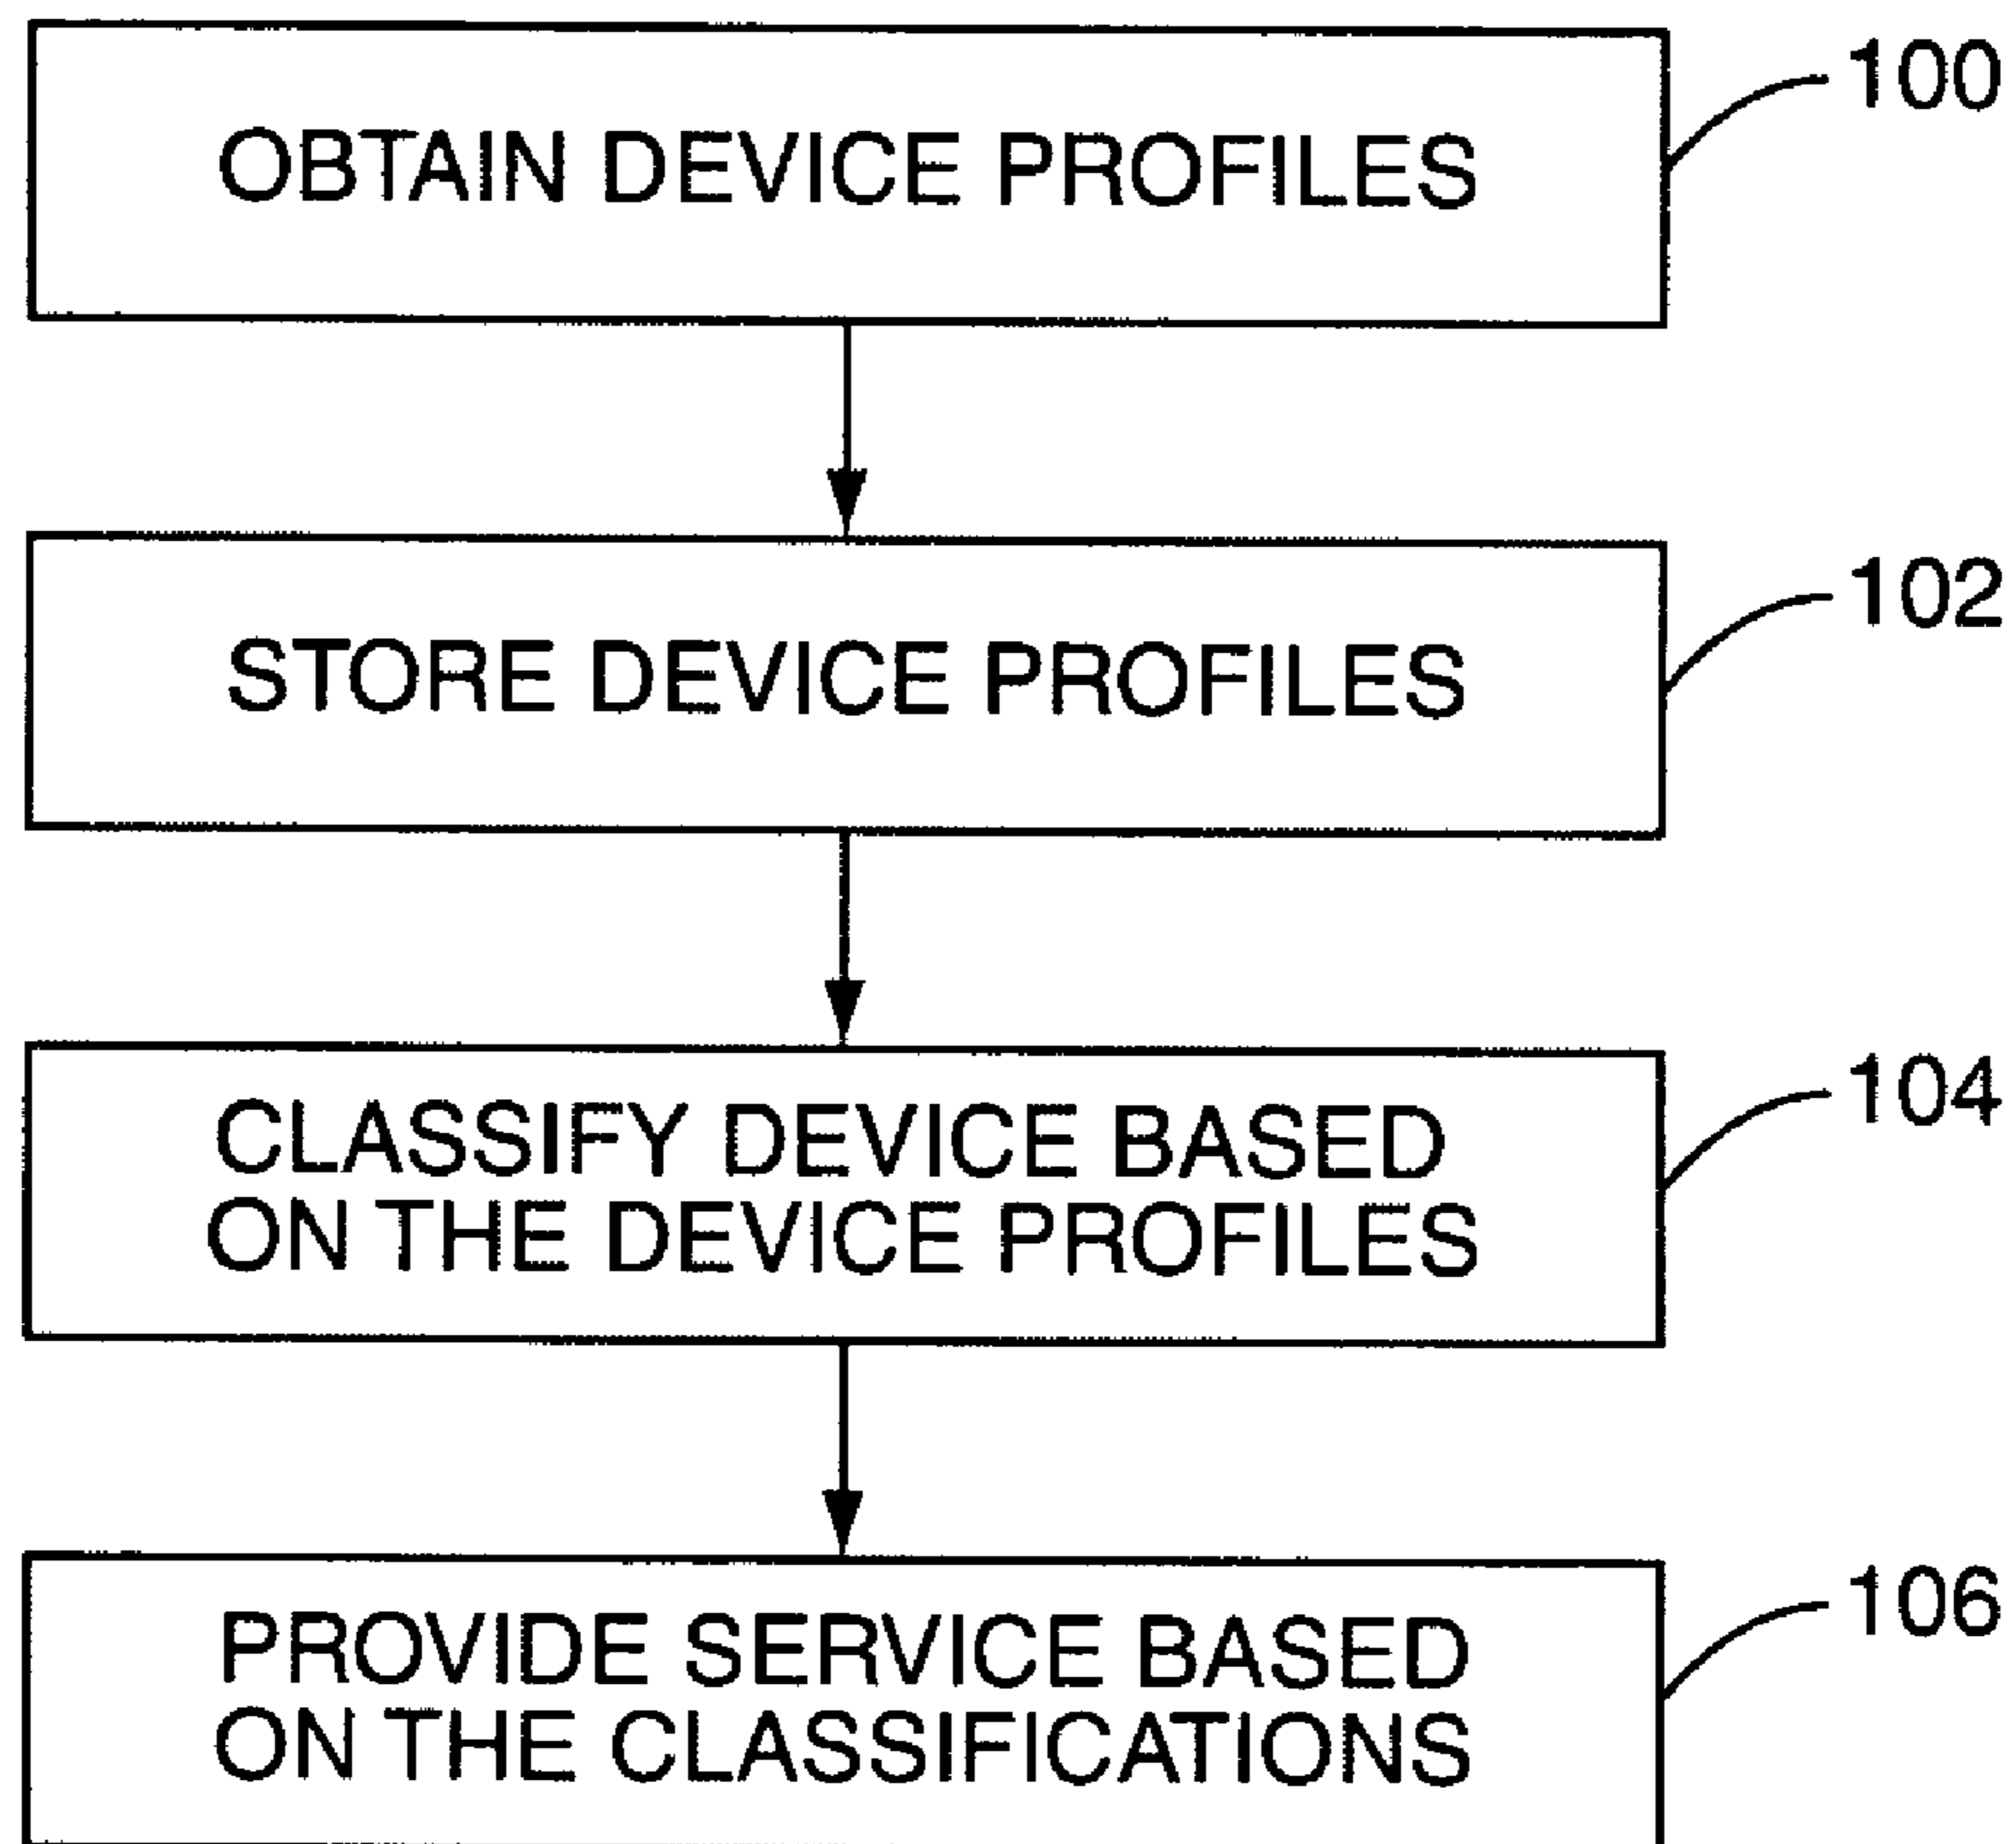 OBTAIN DEVICE PROFILES
100
STORE DEVICE PROFILES
102
CLASSIFY DEVICE BASED
ON THE DEVICE PROFILES
104
PROVIDE SERVICE BASED
ON THE CLASSIFICATIONS
106